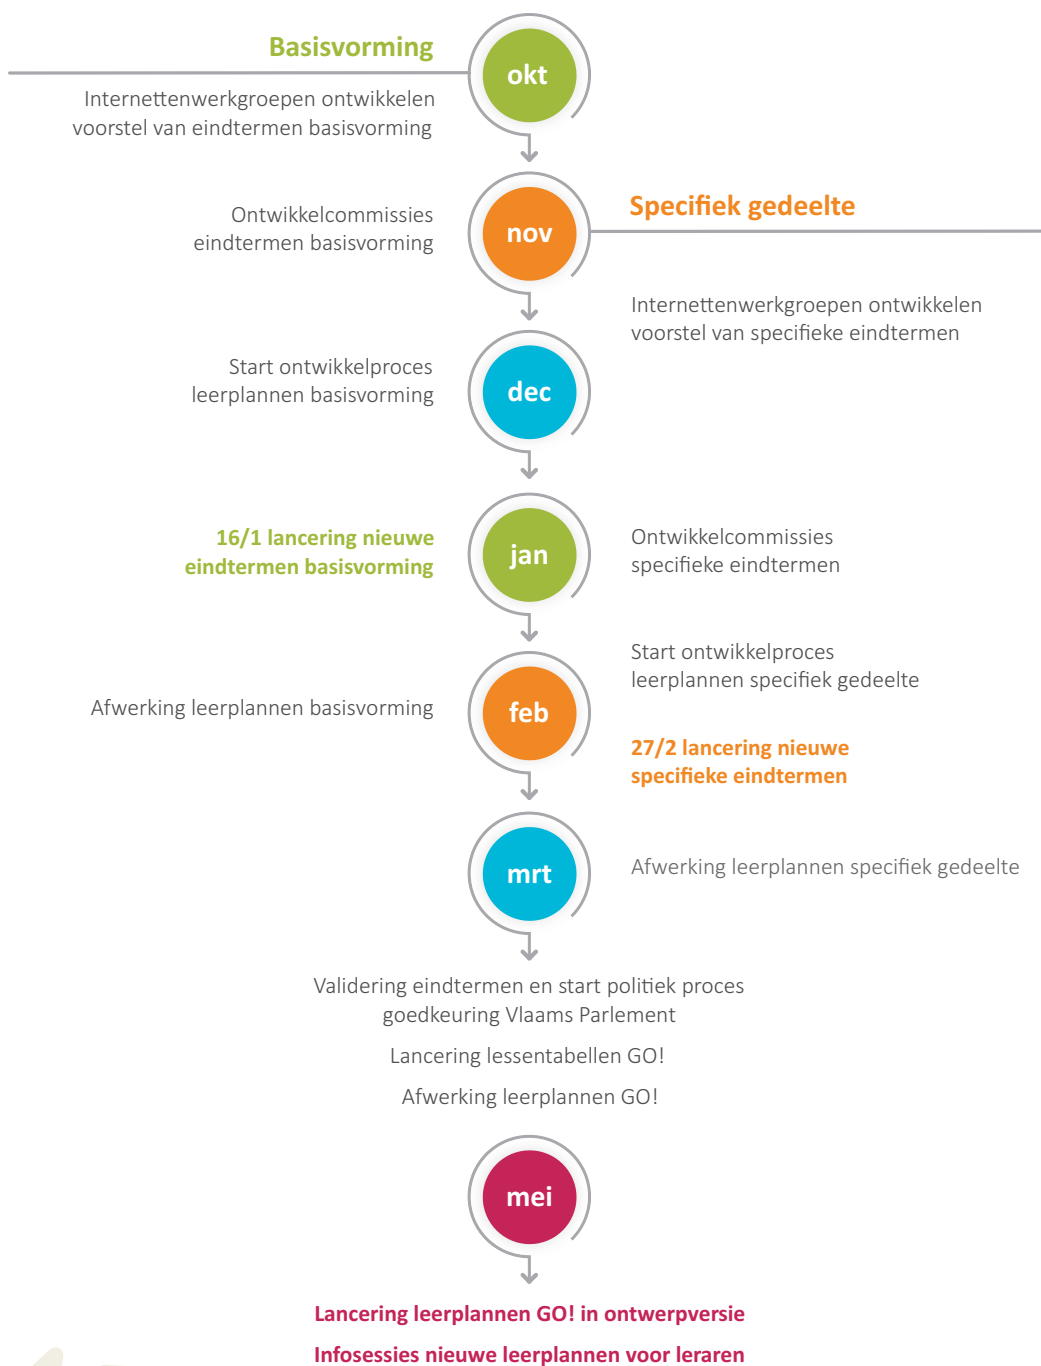 Basisvorming
okt
Internettenwerkgroepen ontwikkelen
voorstel van eindtermen basisvorming
Specifiek gedeelte
Ontwikkelcommissies
eindtermen basisvorming
nov
Internettenwerkgroepen ontwikkelen
voorstel van specifieke eindtermen
Start ontwikkelproces
leerplannen basisvorming
dec
16/1 lancering nieuwe
eindtermen basisvorming
jan
Ontwikkelcommissies
specifieke eindtermen
Start ontwikkelproces
leerplannen specifiek gedeelte
Afwerking leerplannen basisvorming
feb
27/2 lancering nieuwe
specifieke eindtermen
mrt
Afwerking leerplannen specifiek gedeelte
Validering eindtermen en start politiek proces
goedkeuring Vlaams Parlement
Lancering lessentabellen GO!
Afwerking leerplannen GO!
mei
Lancering leerplannen GO! in ontwerpversie
Infosessies nieuwe leerplannen voor leraren